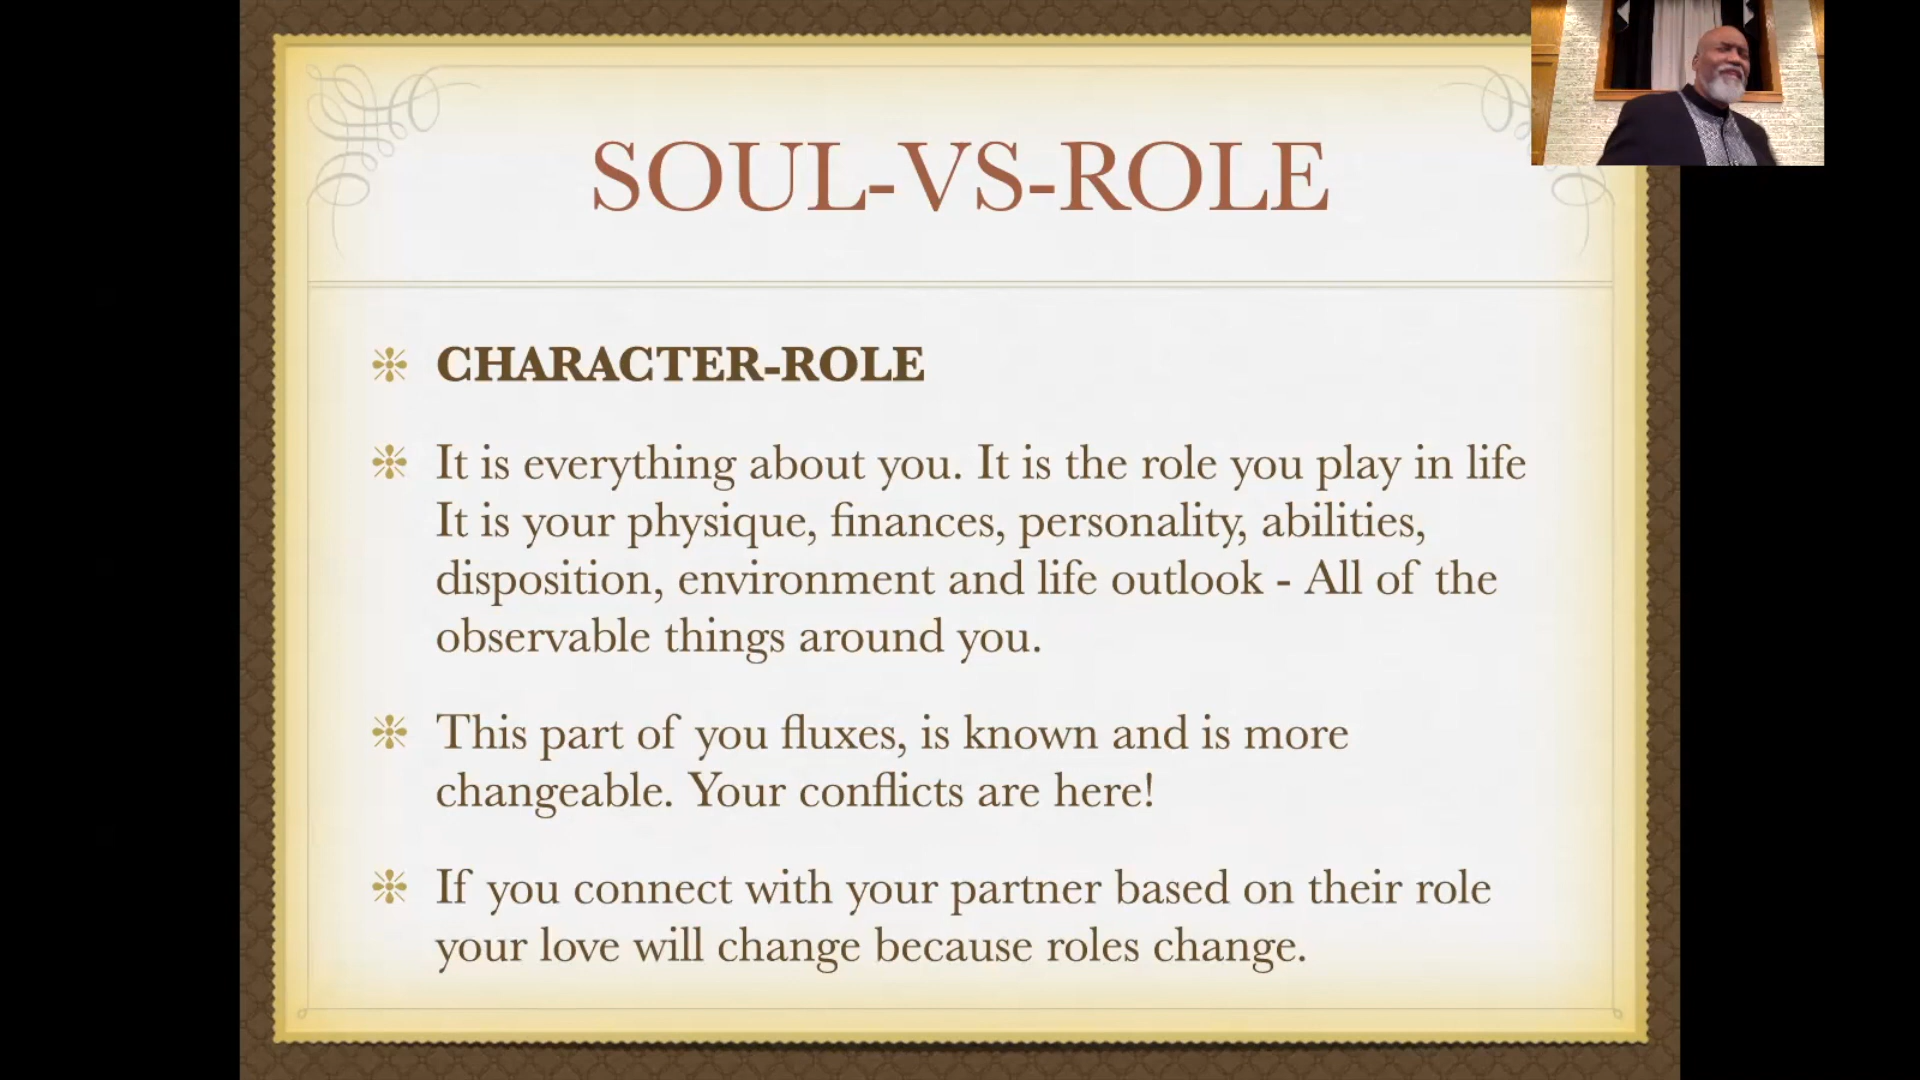 SOUL-VS-ROLE
CHARACTER-ROLE
It is everything about you. It is the role you play in life
It is your physique, finances, personality, abilities,
disposition, environment and life outlook - All of the
observable things around you.
This part of you fluxes, is known and is more
changeable. Your conflicts are here!
If you connect with your partner based on their role
your love will change because roles change.